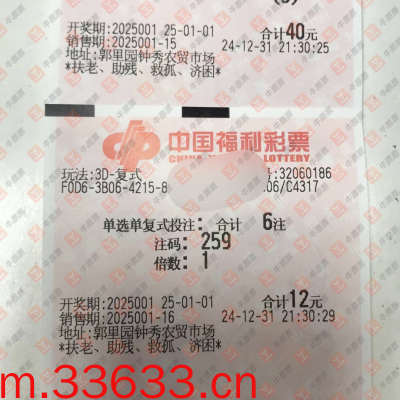 开奖期:2025001 25-01-01 合计40元
销售期:2025001-15 24-12-31 21:30:25
地址:郭里园钟秀农贸市场
*扶老、助残、救孤、济困*
中国福利彩票
LOTTERY
玩法:3D-复式 号:32060186
F0D6-3B06-4215-8 06/C4317
单选单复式投注: 合计 6注
注码: 259
倍数: 1
开奖期:2025001 25-01-01 合计12元
销售期:2025001-16 24-12-31 21:30:29
地址:郭里园钟秀农贸市场
*扶老、助残、救孤、济困*
m.33633.cn